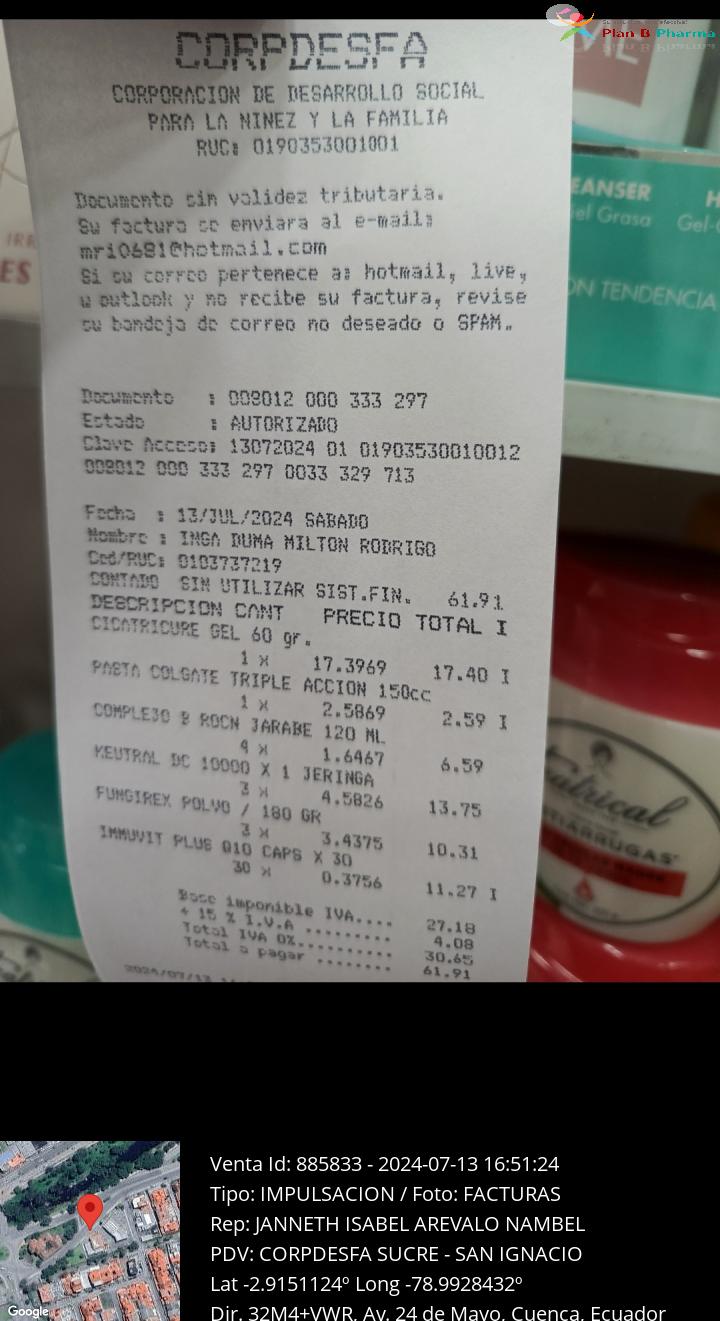 Plan B Pharma
CORPDESFA
CORPORACION DE DESARROLLO SOCIAL
PARA LA NINEZ Y LA FAMILIA
RUC: 0190353001001
Documento sin validez tributaria.
Su factura se enviara al e-mail:
mri0681@hotmail.com
Si su correo pertenece a: hotmail, live,
u outlook y no recibe su factura, revise
su bandeja de correo no deseado o SPAM.
Documento : 008012 000 333 297
Estado : AUTORIZADO
Clave Acceso: 13072024 01 01903530010012
008012 000 333 297 0033 329 713
Fecha : 13/JUL/2024 SABADO
Nombre : INGA DUMA MILTON RODRIGO
Ced/RUC: 0103737219
CONTADO SIN UTILIZAR SIST.FIN. 61.91
DESCRIPCION CANT PRECIO TOTAL I
CICATRICURE GEL 60 gr.
1 x 17.3969 17.40 I
PASTA COLGATE TRIPLE ACCION 150cc
1 x 2.5869 2.59 I
COMPLEJO B ROCN JARABE 120 ML
4 x 1.6467 6.59
KEUTRAL DC 10000 X 1 JERINGA
3 x 4.5826 13.75
FUNGIREX POLVO / 180 GR
3 x 3.4375 10.31
IMMUVIT PLUS Q10 CAPS X 30
30 x 0.3756 11.27 I
Base imponible IVA.... 27.18
+ 15 % I.V.A ......... 4.08
Total IVA 0%.......... 30.65
Total a pagar ........ 61.91
2024/07/13
EANSER
iel Grasa
H
Gel-
ON TENDENCIA
IRR
ES
atrical
TIARRUGAS
Google
Venta Id: 885833 - 2024-07-13 16:51:24
Tipo: IMPULSACION / Foto: FACTURAS
Rep: JANNETH ISABEL AREVALO NAMBEL
PDV: CORPDESFA SUCRE - SAN IGNACIO
Lat -2.9151124º Long -78.9928432º
Dir. 32M4+VWR, Av. 24 de Mayo, Cuenca, Ecuador